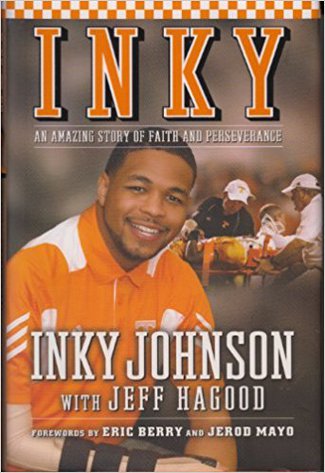 INKY
AN AMAZING STORY OF FAITH AND PERSEVERANCE
INKY JOHNSON
WITH JEFF HAGOOD
FOREWORDS BY ERIC BERRY AND JEROD MAYO